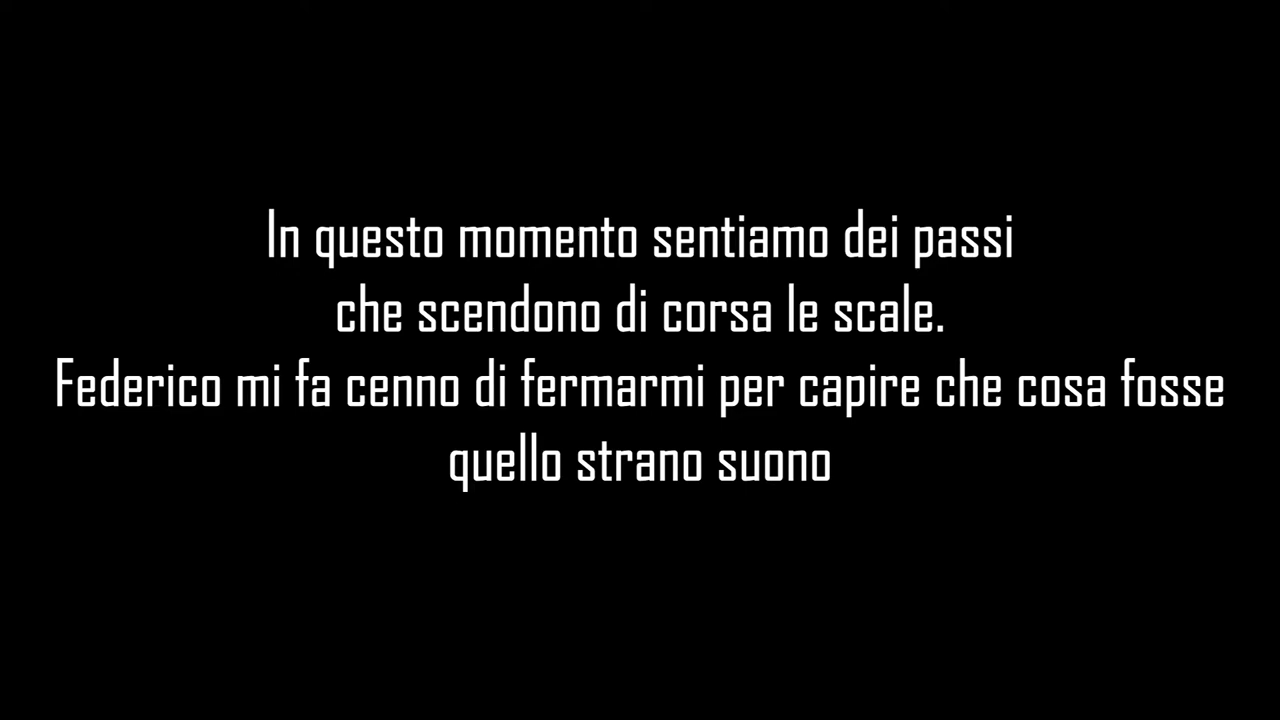 In questo momento sentiamo dei passi
che scendono di corsa le scale.
Federico mi fa cenno di fermarmi per capire che cosa fosse
quello strano suono